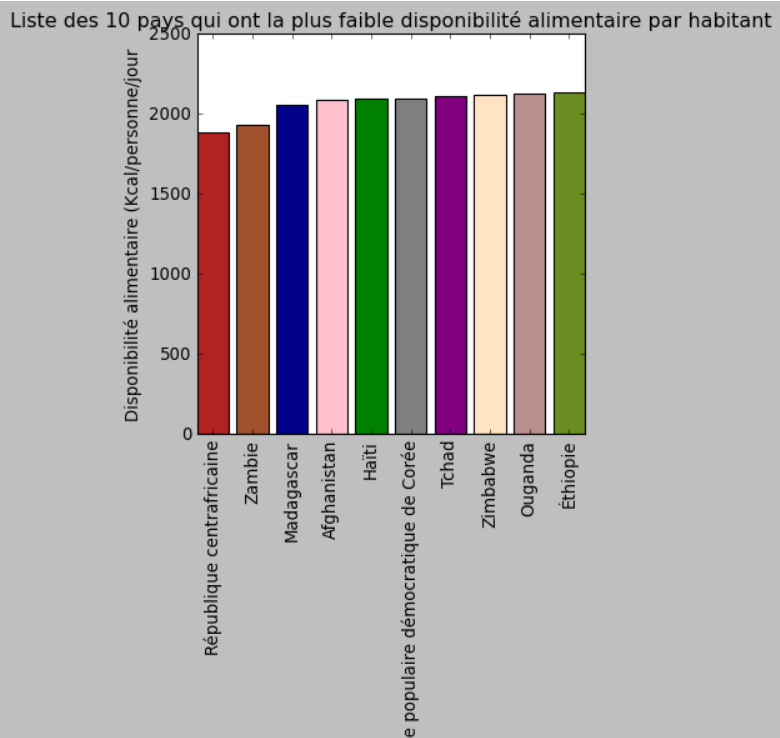 Liste des 10 pays qui ont la plus faible disponibilité alimentaire par habitant
Disponibilité alimentaire (Kcal/personne/jour
2500
2000
1500
1000
500
0
République centrafricaine
Zambie
Madagascar
Afghanistan
Haïti
e populaire démocratique de Corée
Tchad
Zimbabwe
Ouganda
Éthiopie